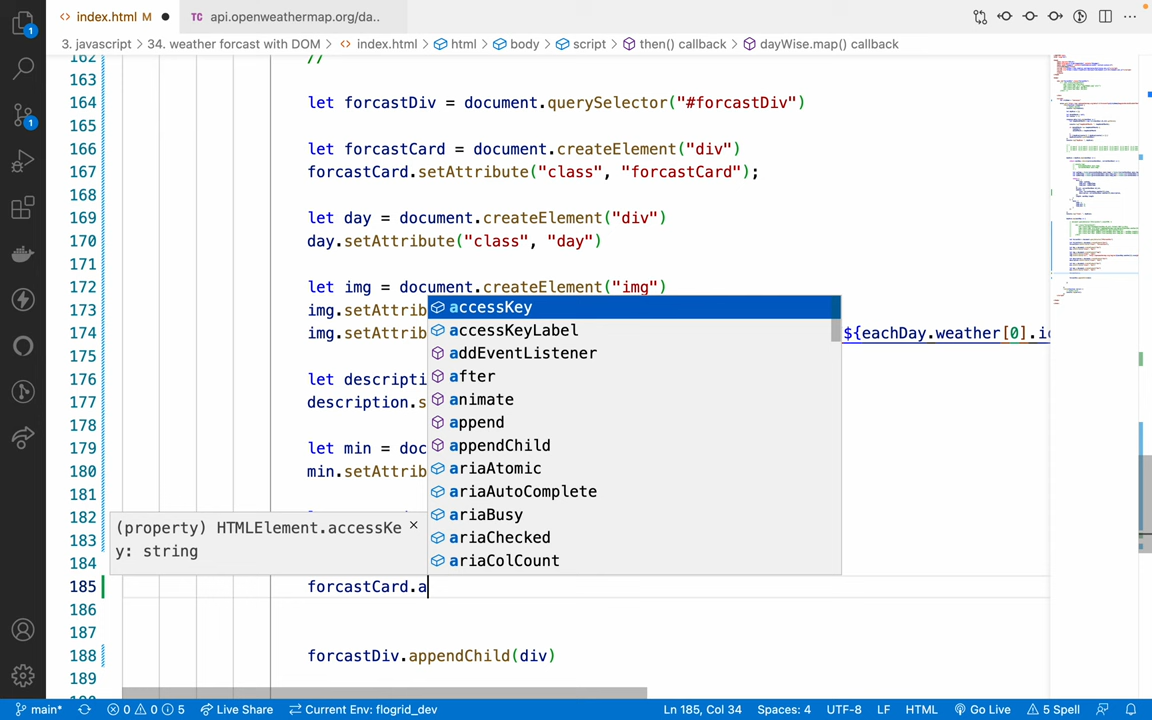 index.html M ●
TC api.openweathermap.org/da..
3. javascript > 34. weather forcast with DOM > <> index.html > html > body > script > then() callback > dayWise.map() callback
162 //
163
164 let forcastDiv = document.querySelector("#forcastDiv")
165
166 let forcastCard = document.createElement("div")
167 forcastCard.setAttribute("class", "forcastCard");
168
169 let day = document.createElement("div")
170 day.setAttribute("class", "day")
171
172 let img = document.createElement("img")
173 img.setAttrib
174 img.setAttrib ${eachDay.weather[0].ic
175
176 let descripti
177 description.s
178
179 let min = doc
180 min.setAttrib
181
182
183
184
185 forcastCard.a
186
187
188 forcastDiv.appendChild(div)
189
accessKey
accessKeyLabel
addEventListener
after
animate
append
appendChild
ariaAtomic
ariaAutoComplete
ariaBusy
ariaChecked
ariaColCount
(property) HTMLElement.accessKe
y: string
1
1
main* 0 0 5 Live Share Current Env: flogrid_dev Ln 185, Col 34 Spaces: 4 UTF-8 LF HTML Go Live 5 Spell